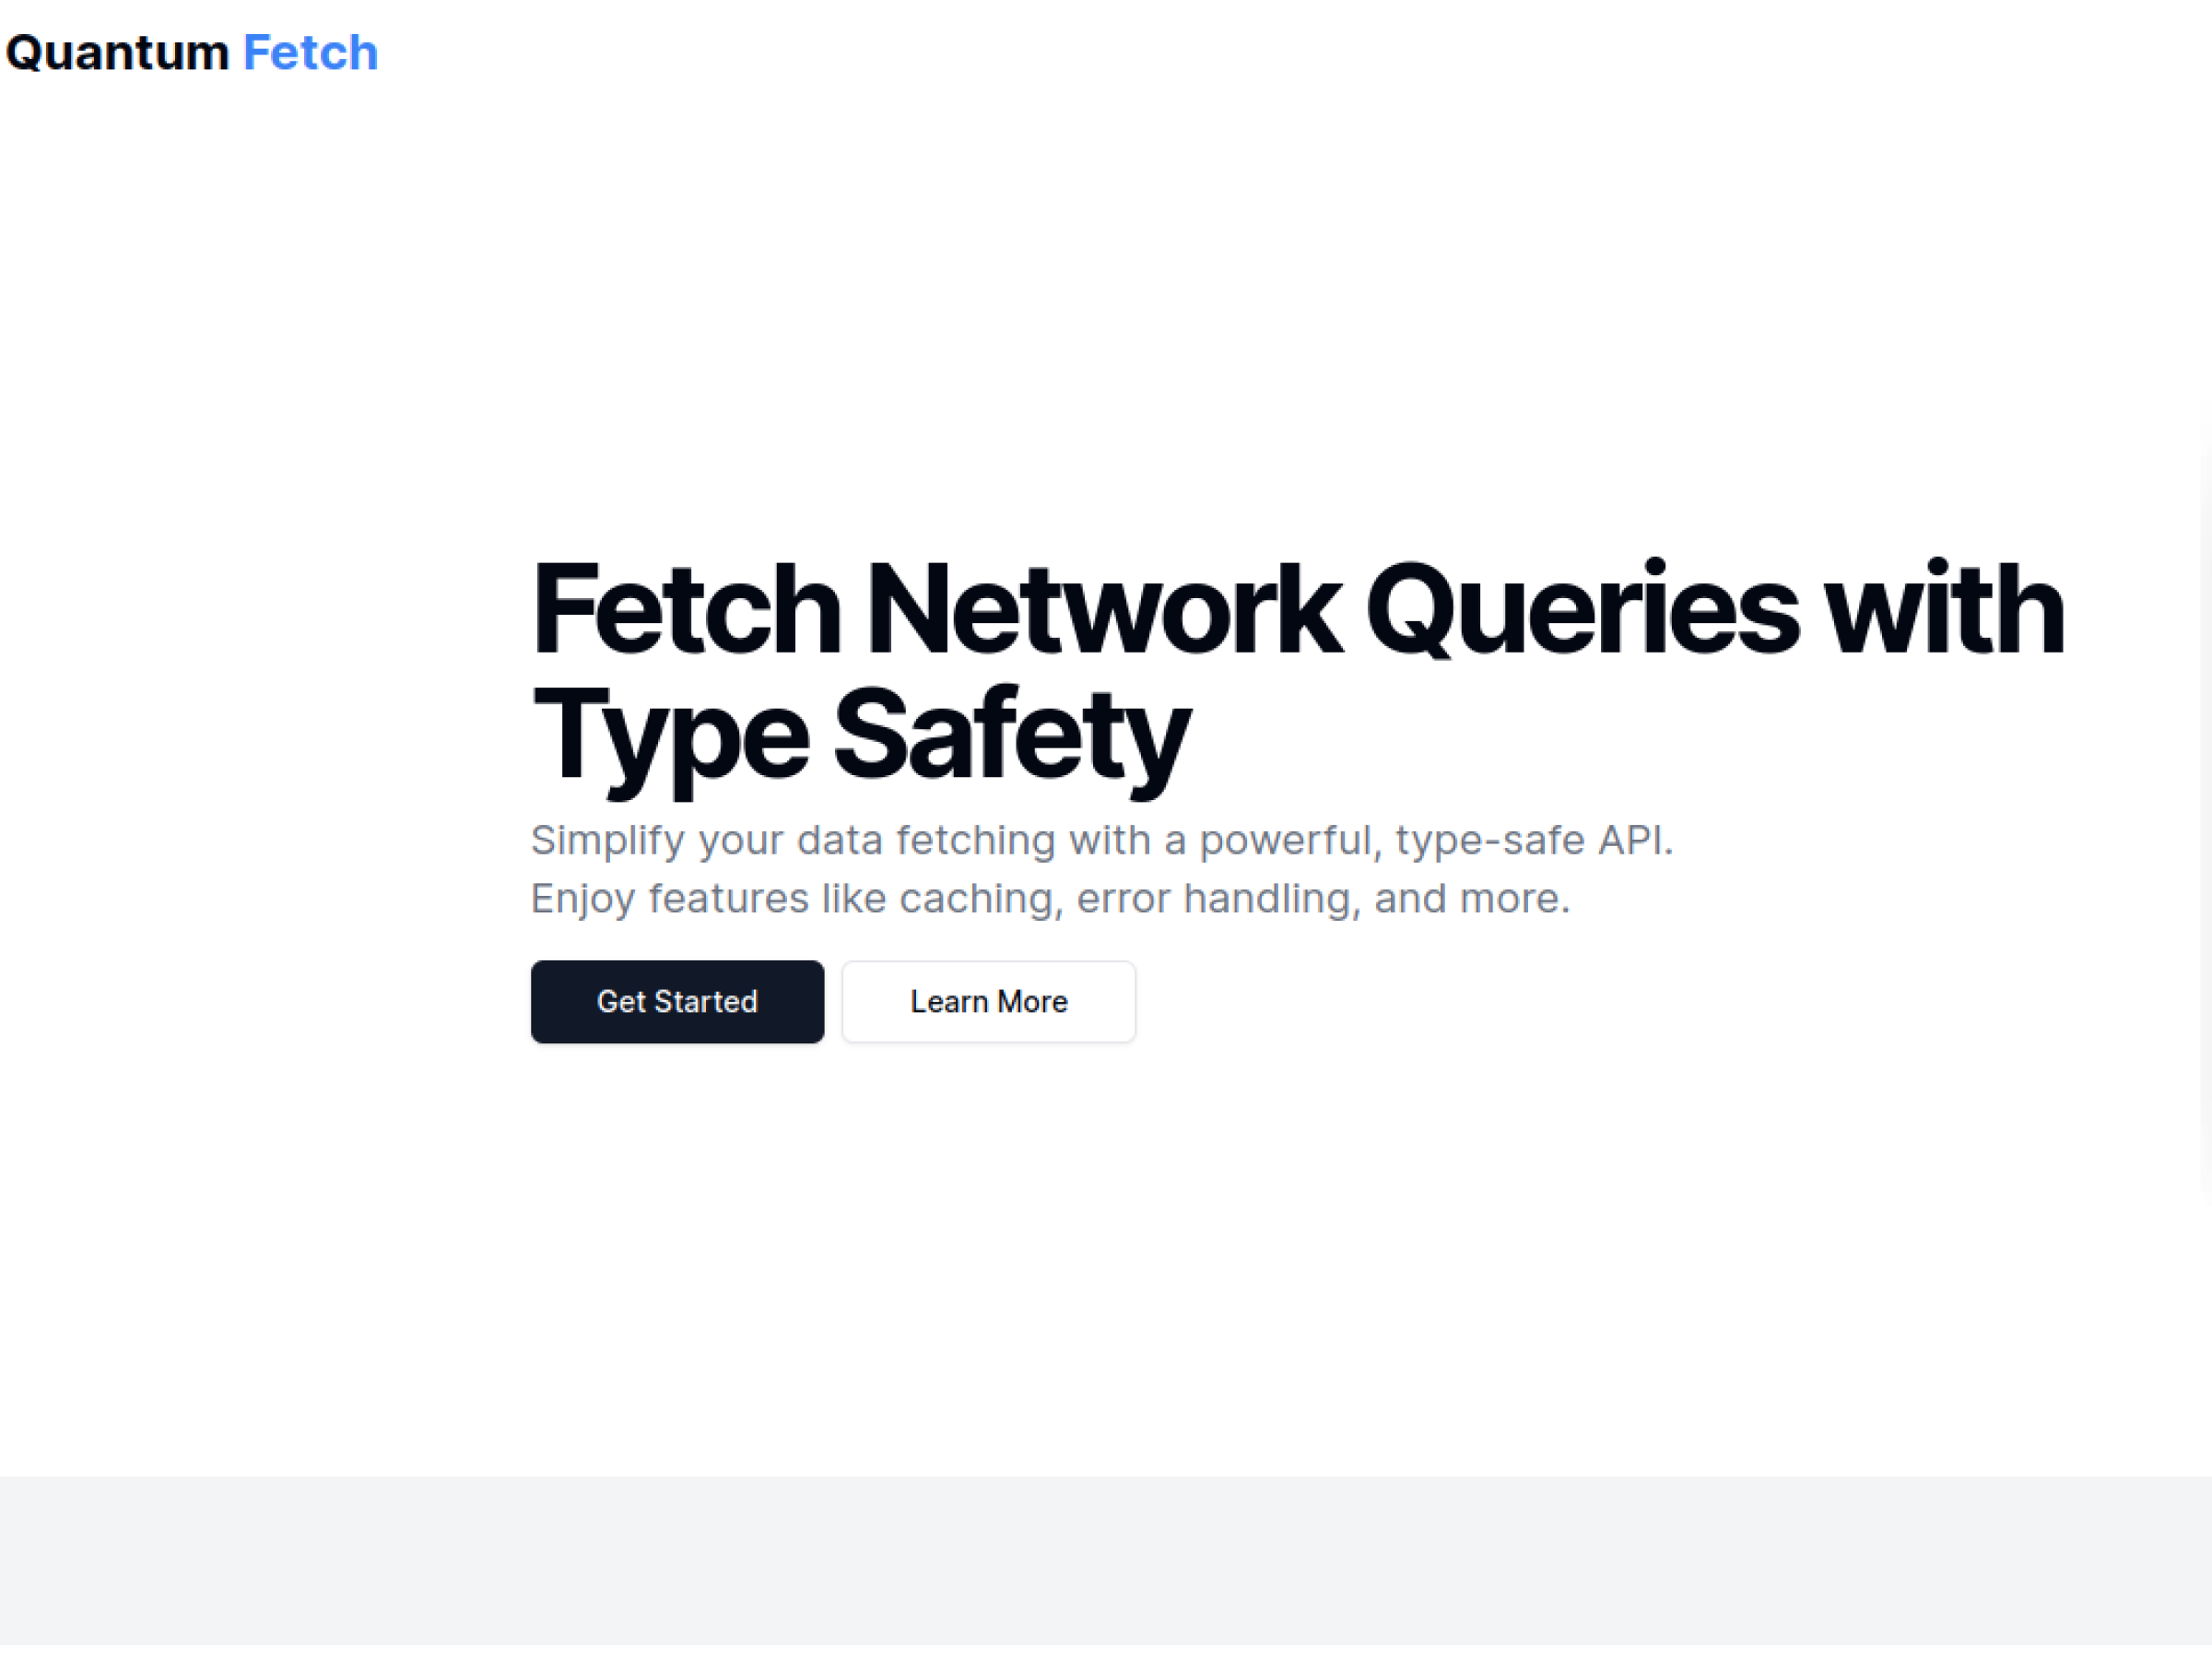 Quantum Fetch
Fetch Network Queries with
Type Safety
Simplify your data fetching with a powerful, type-safe API.
Enjoy features like caching, error handling, and more.
Get Started
Learn More